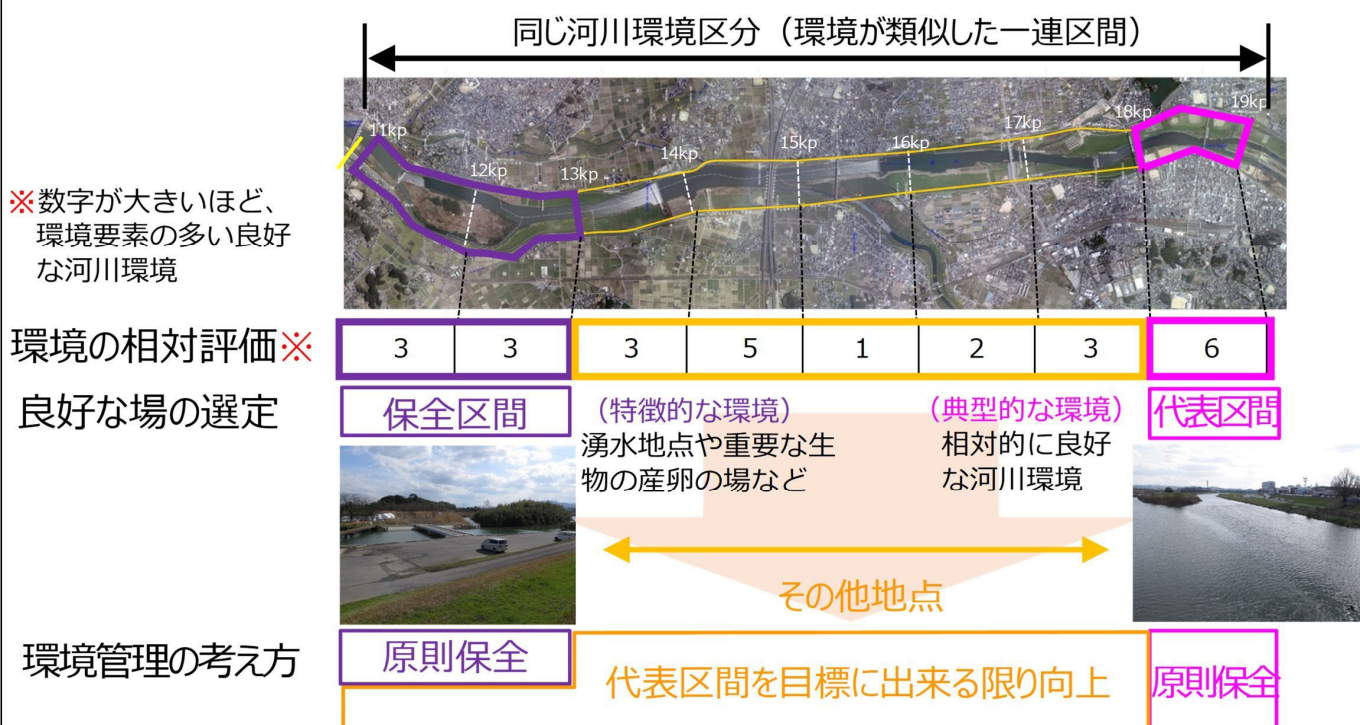 同じ河川環境区分（環境が類似した一連区間）
11kp
12kp
13kp
14kp
15kp
16kp
17kp
18kp
19kp
※数字が大きいほど、
環境要素の多い良好
な河川環境
環境の相対評価※
3 3 3 5 1 2 3 6
良好な場の選定
保全区間
（特徴的な環境）
湧水地点や重要な生
物の産卵の場など
（典型的な環境）
相対的に良好
な河川環境
代表区間
その他地点
環境管理の考え方
原則保全
代表区間を目標に出来る限り向上
原則保全